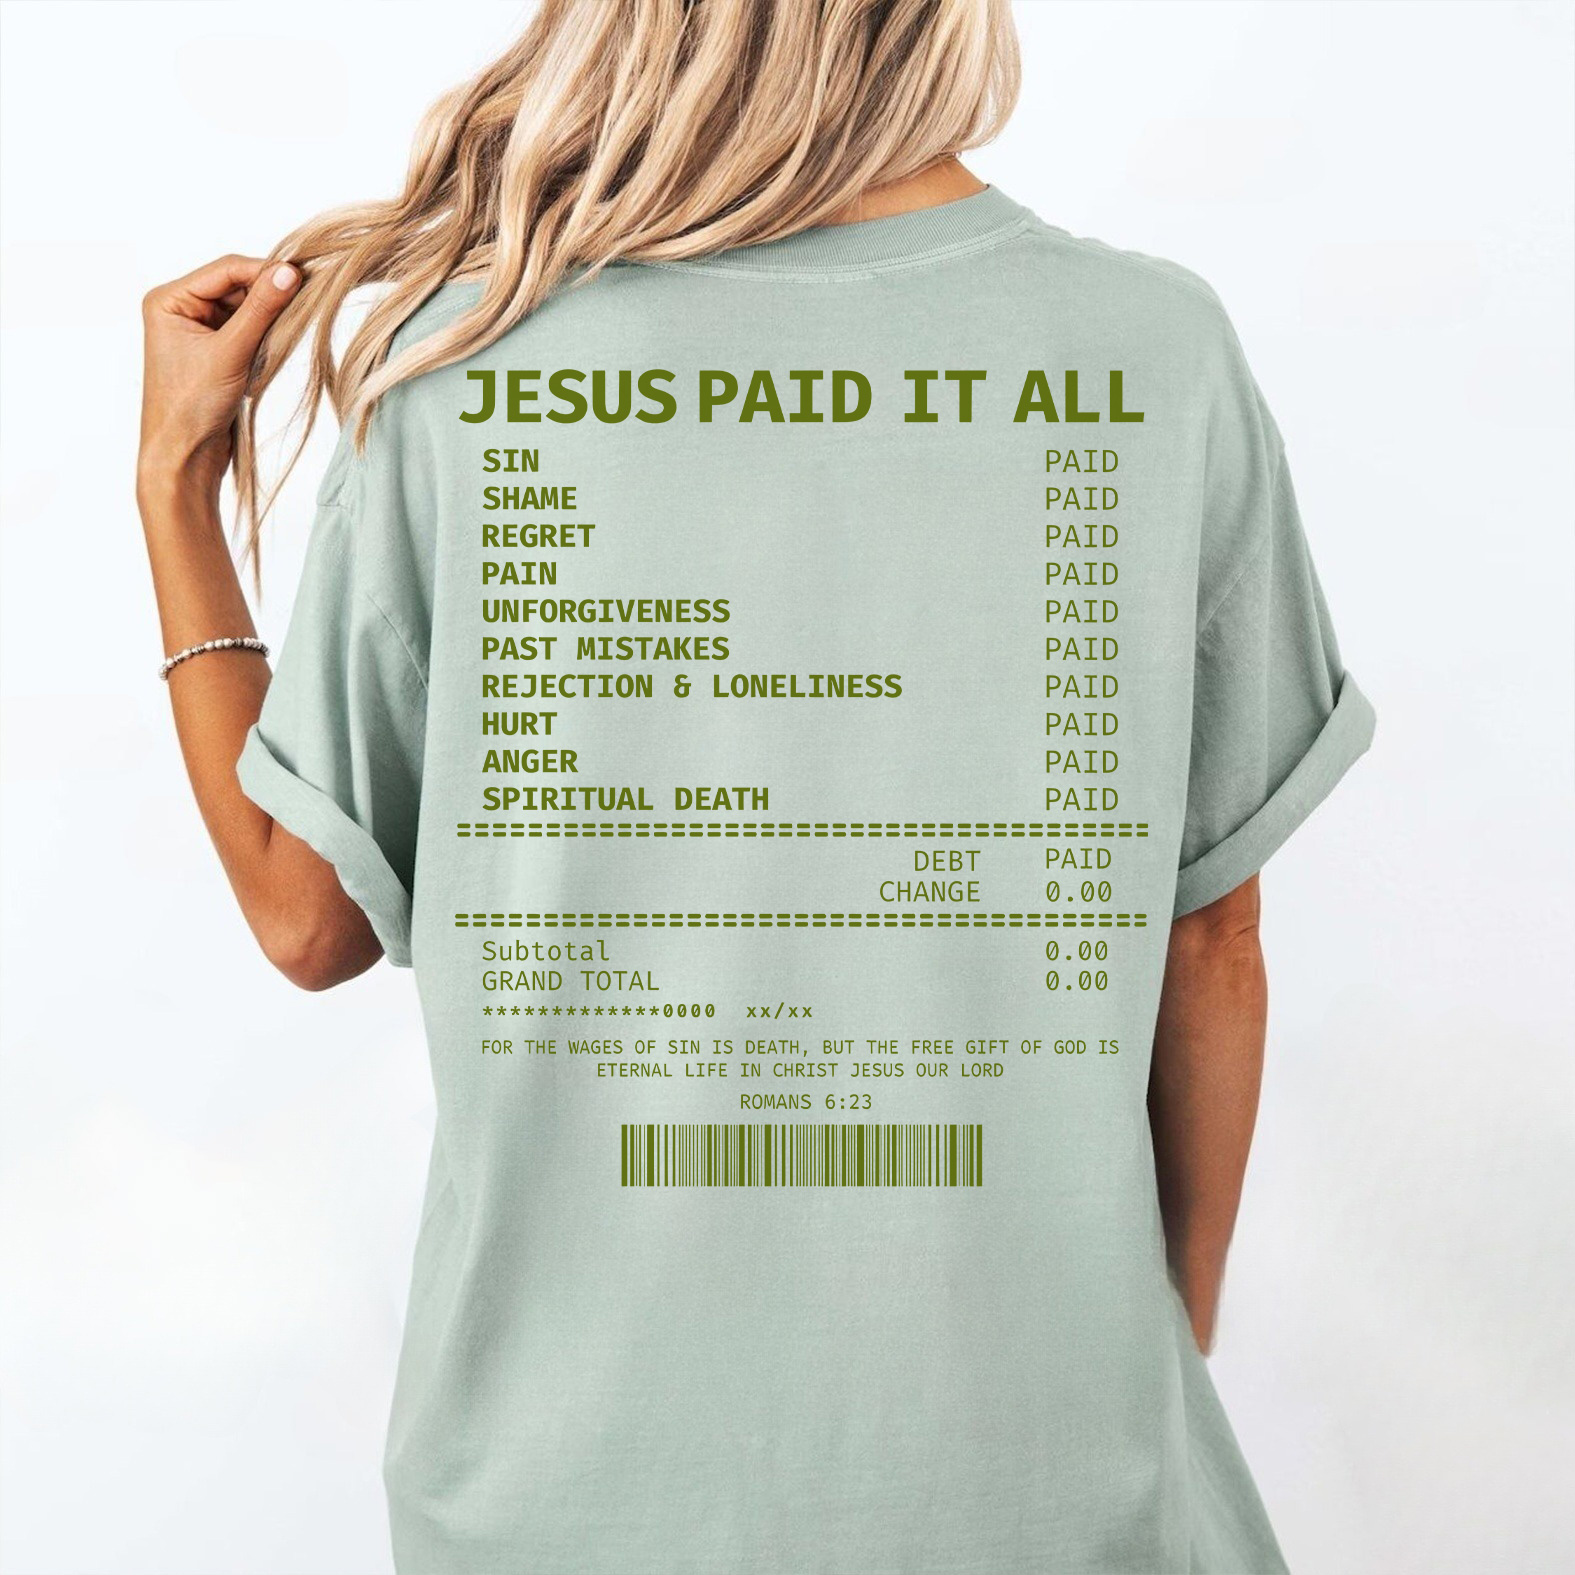 JESUS PAID IT ALL
SIN PAID
SHAME PAID
REGRET PAID
PAIN PAID
UNFORGIVENESS PAID
PAST MISTAKES PAID
REJECTION & LONELINESS PAID
HURT PAID
ANGER PAID
SPIRITUAL DEATH PAID
DEBT PAID
CHANGE 0.00
Subtotal 0.00
GRAND TOTAL 0.00
*************0000 xx/xx
FOR THE WAGES OF SIN IS DEATH, BUT THE FREE GIFT OF GOD IS
ETERNAL LIFE IN CHRIST JESUS OUR LORD
ROMANS 6:23